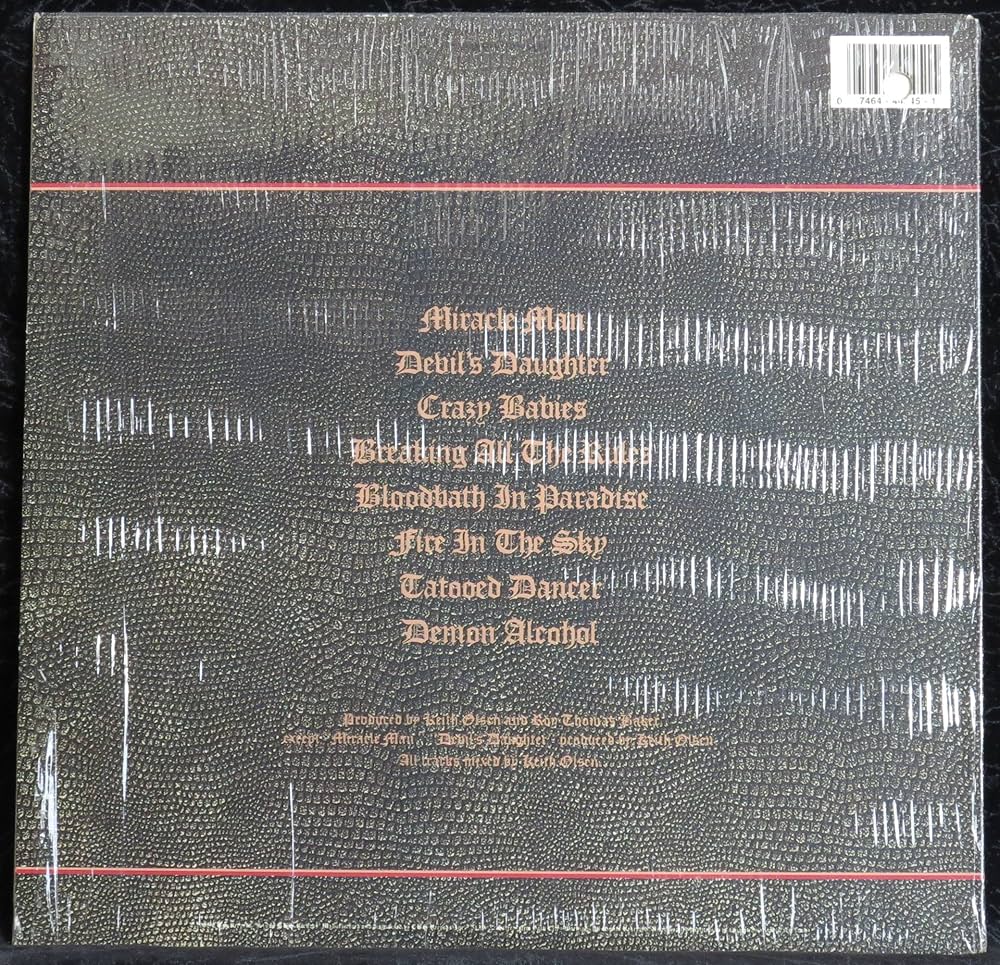 Miracle Man
Devil's Daughter
Crazy Babies
Breaking All The Rules
Bloodbath In Paradise
Fire In The Sky
Tatooed Dancer
Demon Alcohol
Produced by Keith Olsen and Roy Thomas Baker,
except "Miracle Man", "Devil's Daughter" produced by Keith Olsen.
All tracks mixed by Keith Olsen.